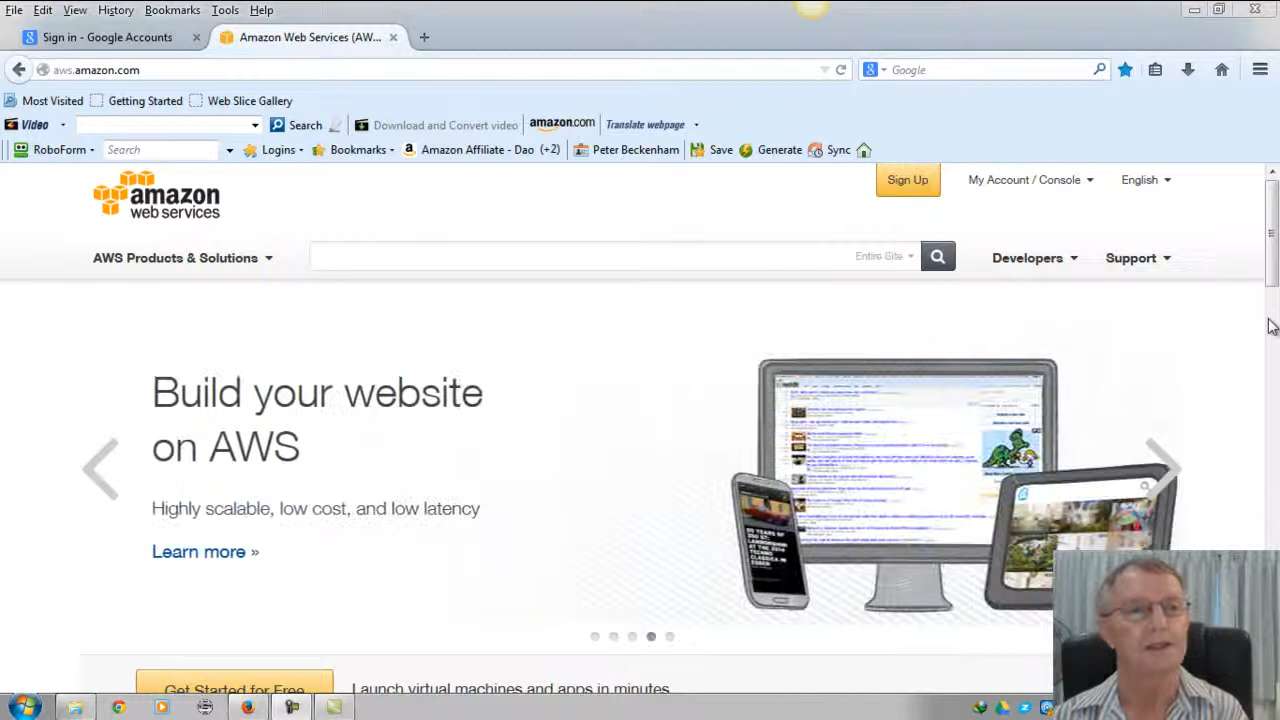 File Edit View History Bookmarks Tools Help
Sign in - Google Accounts × Amazon Web Services (AW... × +
aws.amazon.com Google
Most Visited Getting Started Web Slice Gallery
Video Search Download and Convert video amazon.com Translate webpage
RoboForm Search Logins Bookmarks Amazon Affiliate - Dao (+2) Peter Beckenham Save Generate Sync
amazon
web services
Sign Up My Account / Console English
AWS Products & Solutions Entire Site Developers Support
Build your website
on AWS
Highly scalable, low cost, and low latency
Learn more »
Get Started for Free Launch virtual machines and apps in minutes.